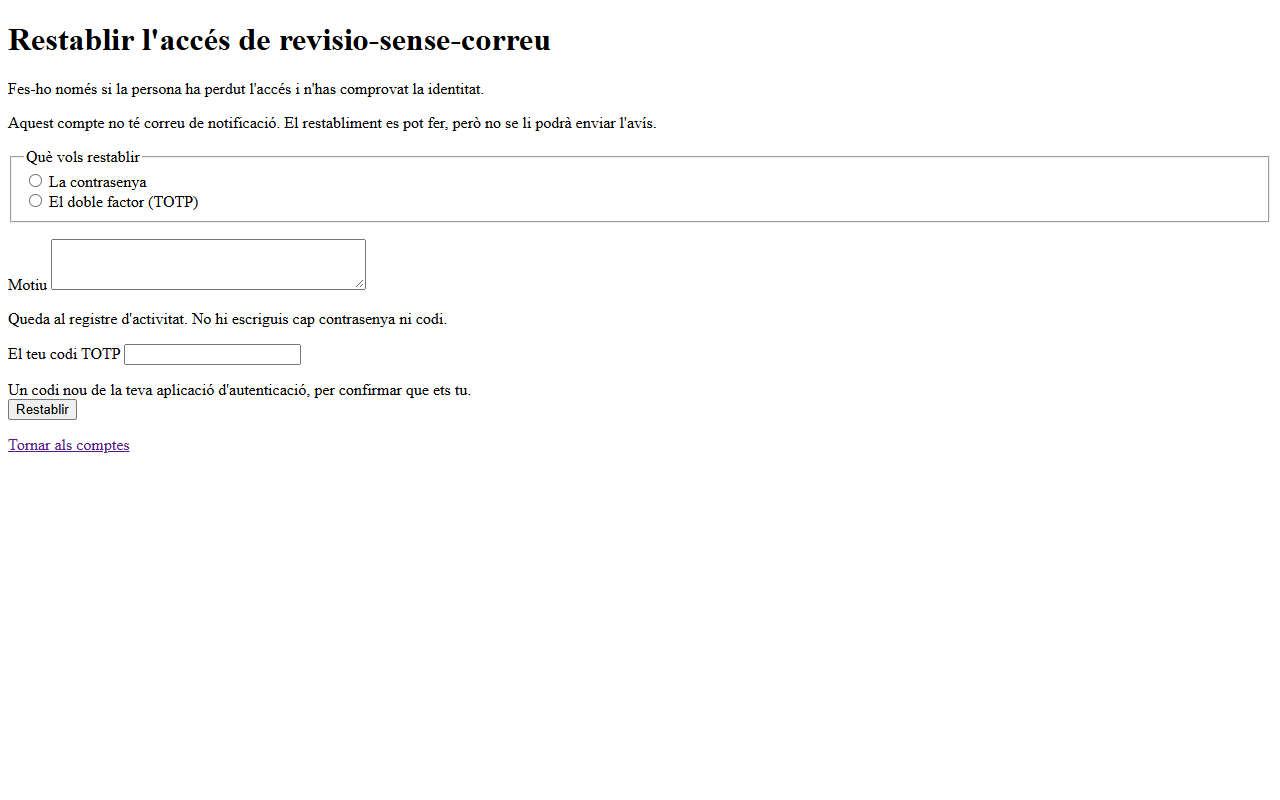 Restablir l'accés de revisio-sense-correu
Fes-ho només si la persona ha perdut l'accés i n'has comprovat la identitat.
Aquest compte no té correu de notificació. El restabliment es pot fer, però no se li podrà enviar l'avís.
Què vols restablir
La contrasenya
El doble factor (TOTP)
Motiu
Queda al registre d'activitat. No hi escriguis cap contrasenya ni codi.
El teu codi TOTP
Un codi nou de la teva aplicació d'autenticació, per confirmar que ets tu.
Restablir
Tornar als comptes